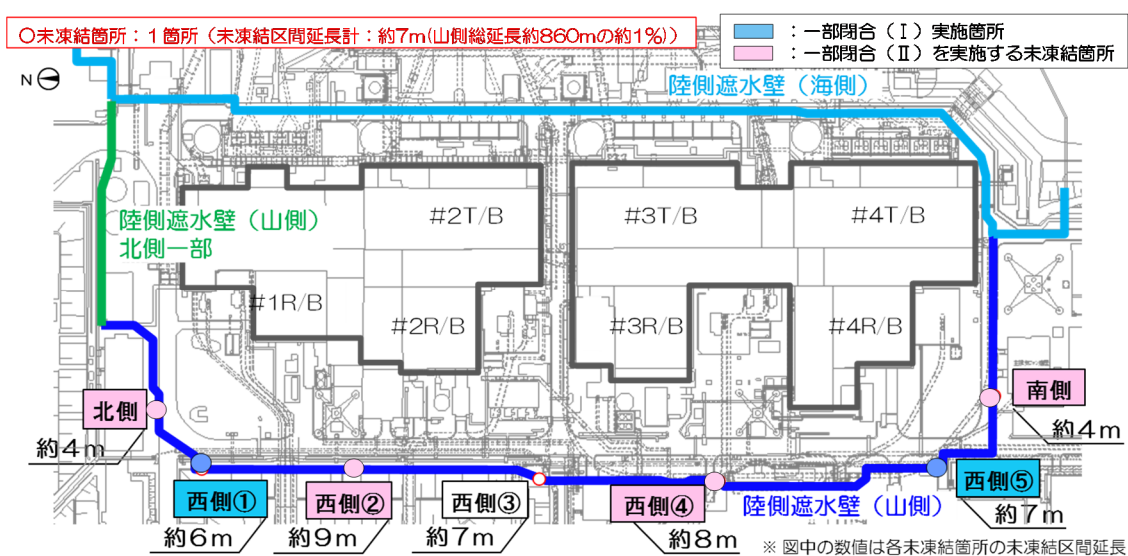 ○未凍結箇所：１箇所（未凍結区間延長計：約7m(山側総延長約860mの約1%)）
：一部閉合（Ⅰ）実施箇所
：一部閉合（Ⅱ）を実施する未凍結箇所
N
陸側遮水壁（海側）
陸側遮水壁（山側）
北側一部
#2T/B
#3T/B
#4T/B
#1R/B
#2R/B
#3R/B
#4R/B
北側
約4m
南側
約4m
西側①
約6m
西側②
約9m
西側③
約7m
西側④
約8m
陸側遮水壁（山側）
西側⑤
約7m
※ 図中の数値は各未凍結箇所の未凍結区間延長